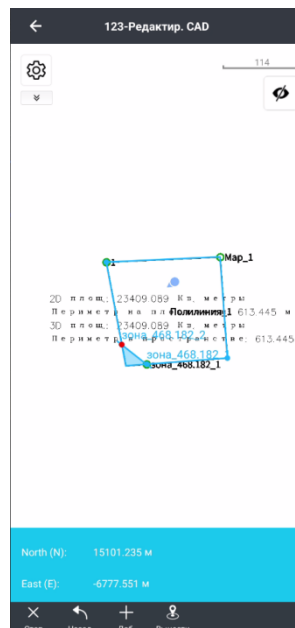 123-Редактир. CAD
114
1
Map_1
2D площ.: 23409.089 Кв. метры
Периметр на пл Полилиния_1 613.445 м
3D площ.: 23409.089 Кв. метры
зона_468.182_2
Периметр в пространстве: 613.445
зона_468.182
зона_468.182_1
North (N): 15101.235 м
East (E): -6777.551 м